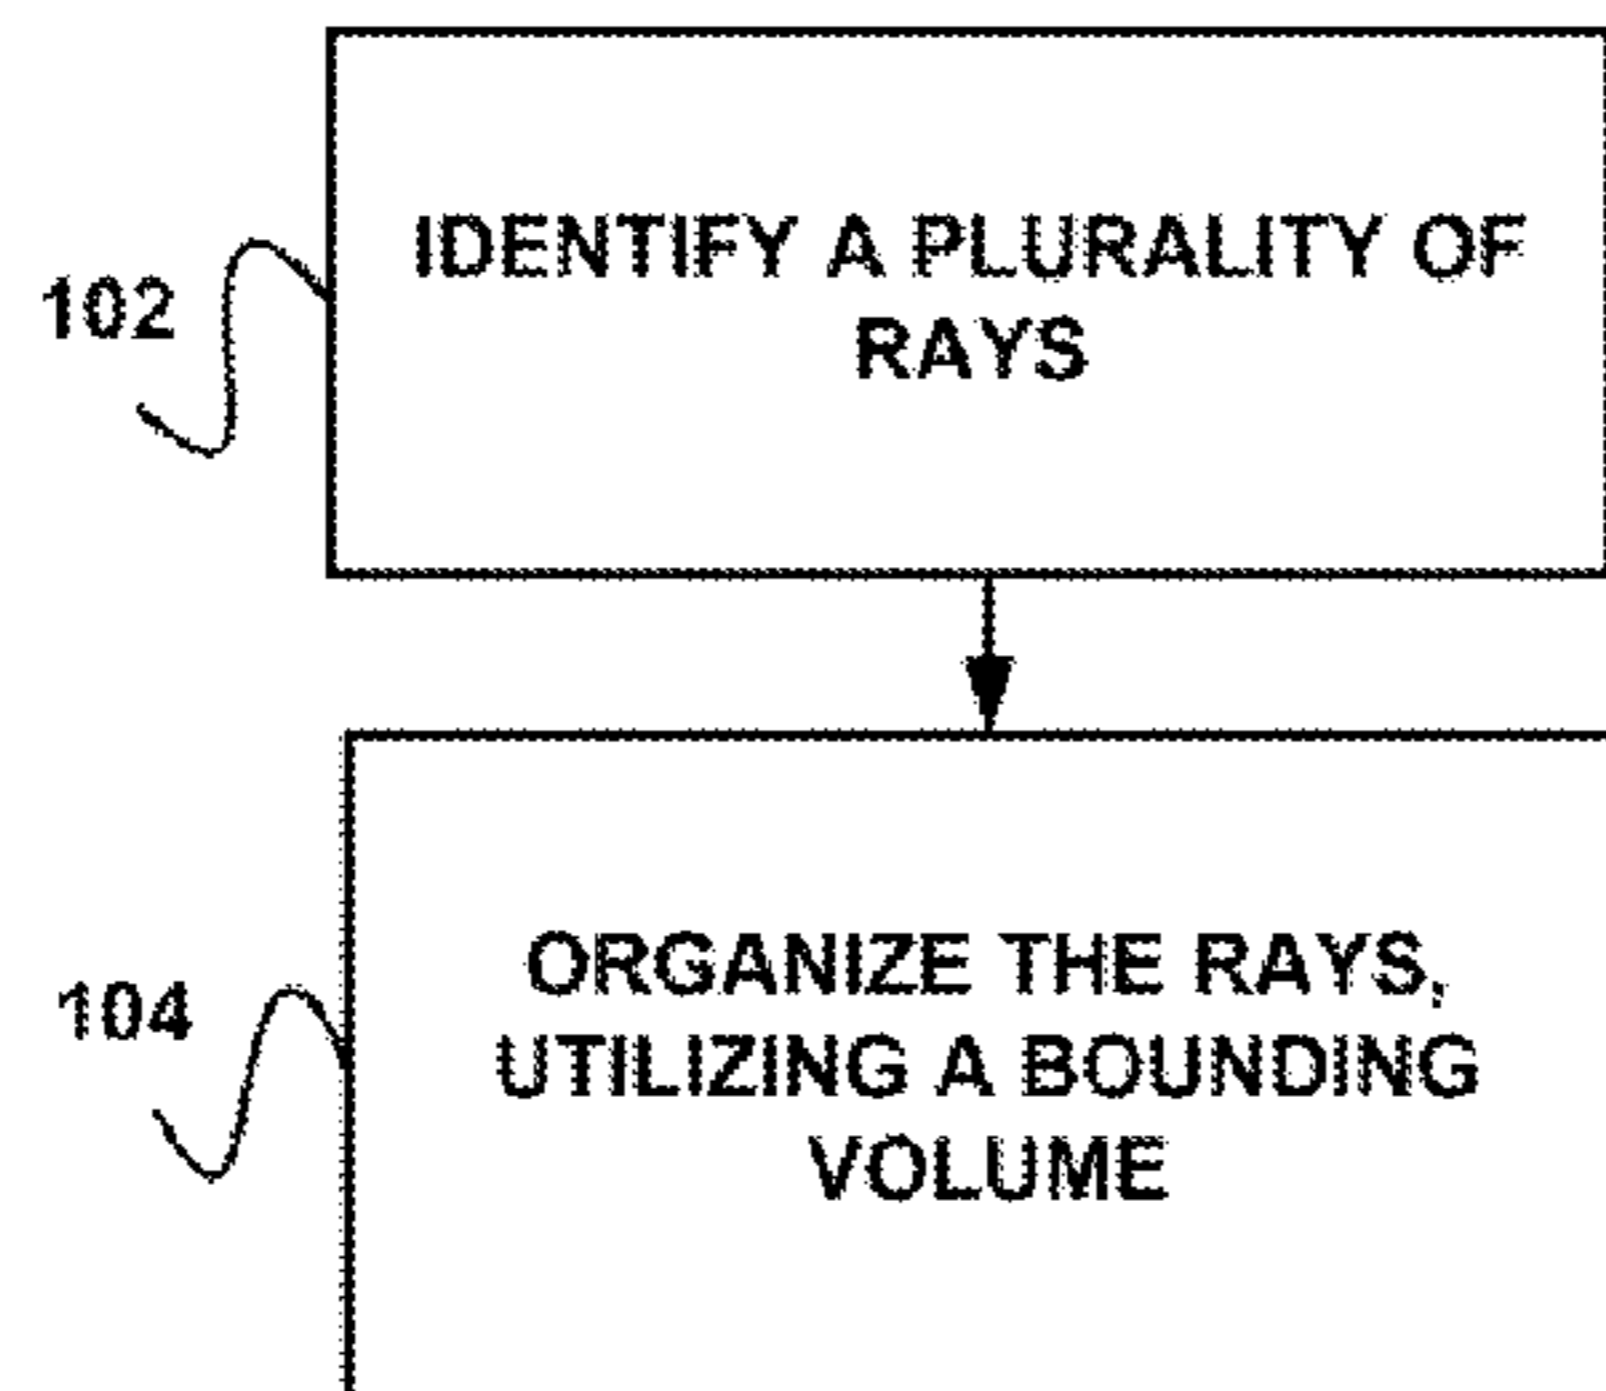 IDENTIFY A PLURALITY OF
RAYS
102
ORGANIZE THE RAYS,
UTILIZING A BOUNDING
VOLUME
104